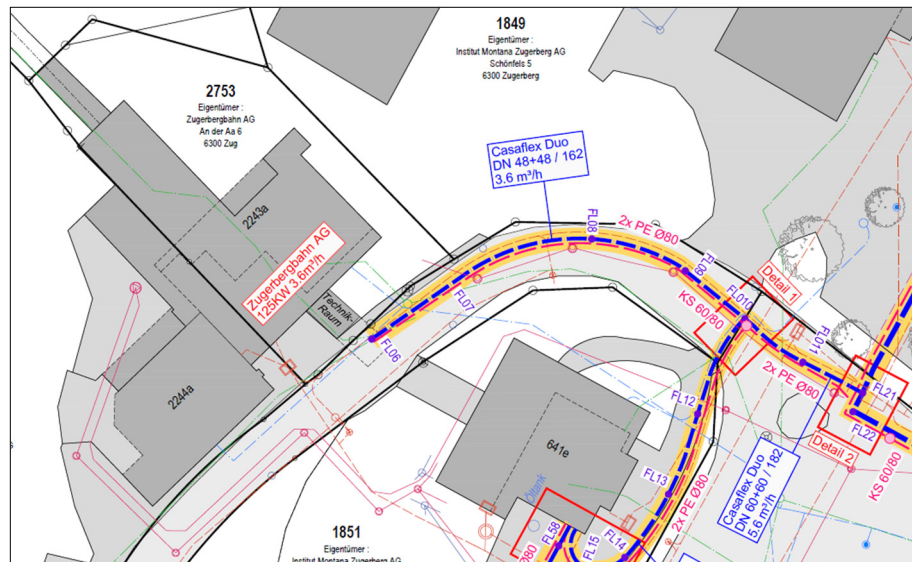 1849
Eigentümer :
Institut Montana Zugerberg AG
Schönfels 5
6300 Zugerberg
2753
Eigentümer :
Zugerbergbahn AG
An der Aa 6
6300 Zug
Casaflex Duo
DN 48+48 / 162
3.6 m³/h
2243a
Zugerbergbahn AG
125KW 3.6m³/h
Technik-
Raum
FL06
FL07
FL08
2x PE Ø80
FL09
KS 60/80
FL010
Detail 1
FL011
2x PE Ø80
FL21
FL22
Detail 2
KS 60/80
Casaflex Duo
DN 60+60 / 182
5.6 m³/h
FL12
FL13
2x PE Ø80
2244a
641e
Öltank
FL58
FL15
FL14
Ø80
1851
Eigentümer :
Institut Montana Zugerberg AG